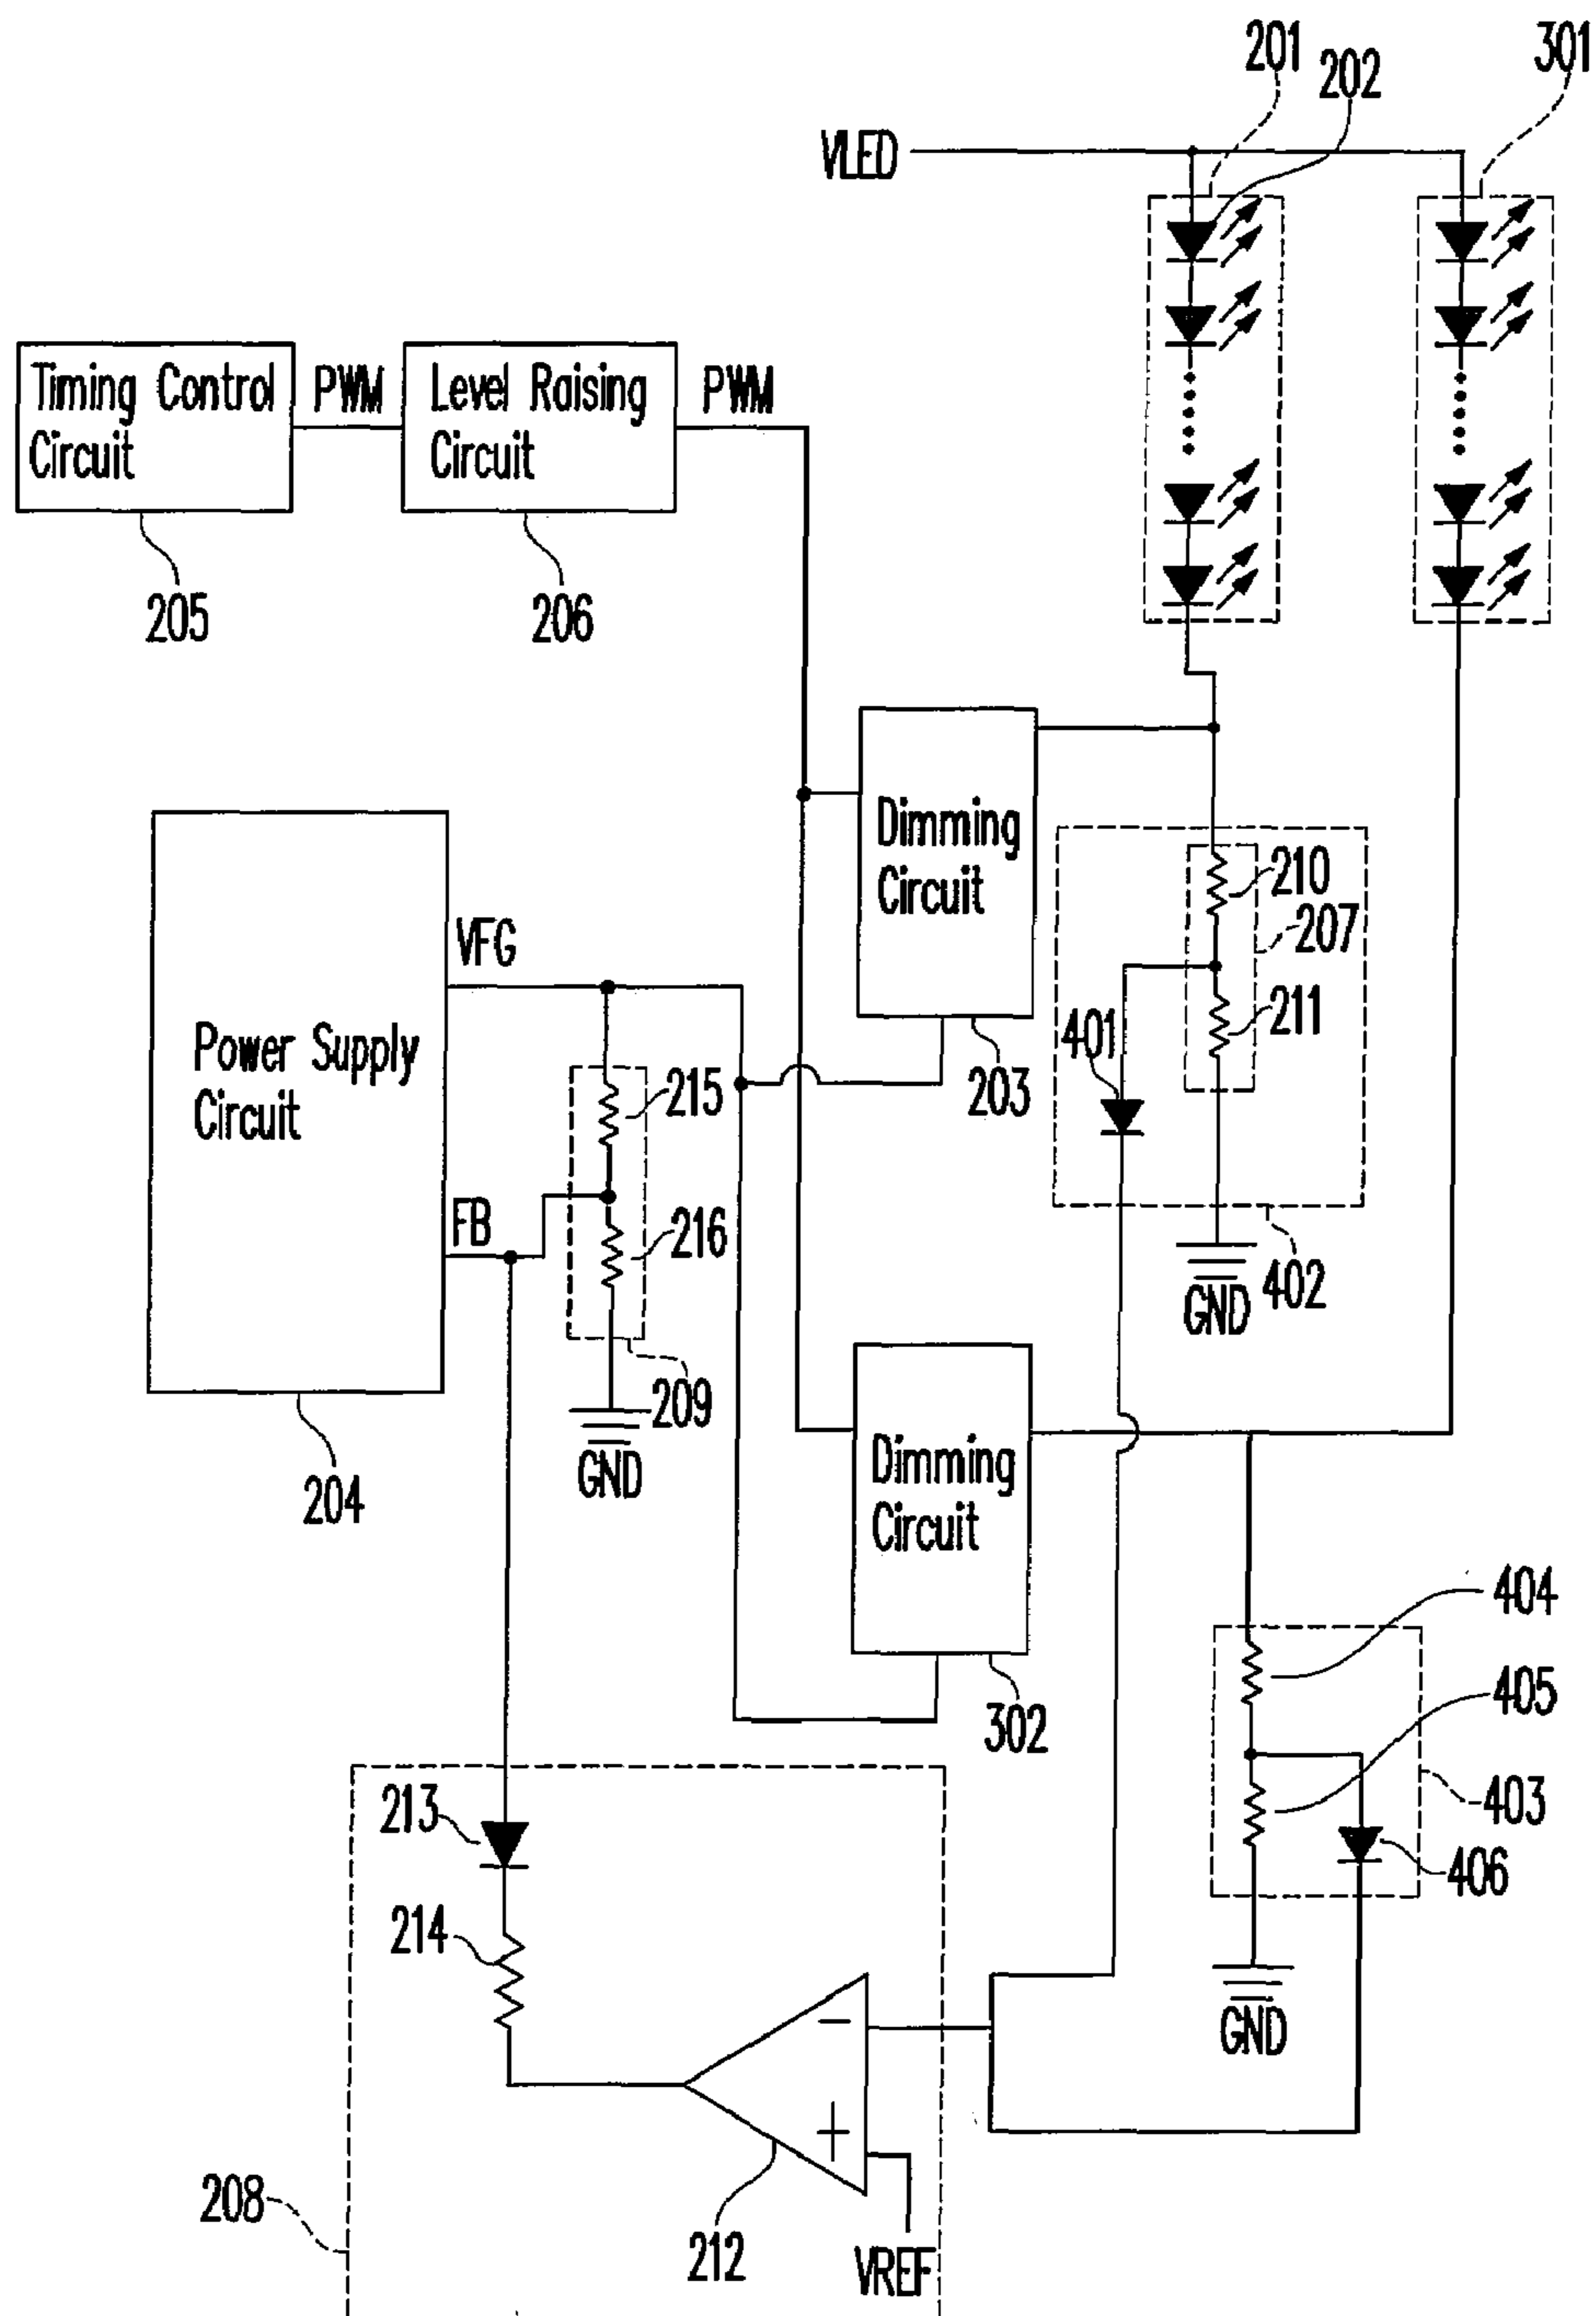 201
202
301
VLED
Timing Control
Circuit
PWM
Level Raising
Circuit
PWM
205
206
Dimming
Circuit
210
207
211
VFG
Power Supply
Circuit
401
215
203
FB
216
402
GND
209
GND
204
Dimming
Circuit
404
405
302
213
403
406
214
GND
−
+
208
212
VREF